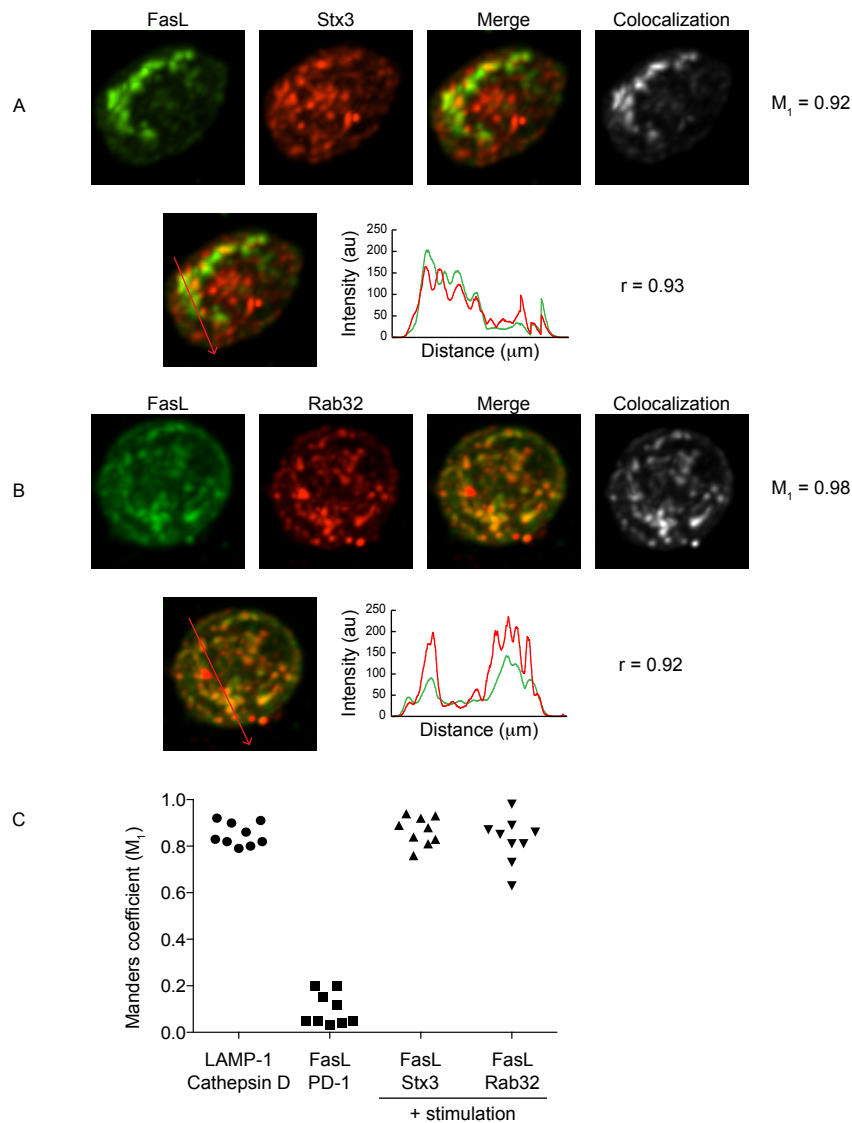 FasL Stx3 Merge Colocalization
A
M1 = 0.92
250
200
150
100
50
0
Intensity (au)
Distance (μm)
r = 0.93
FasL Rab32 Merge Colocalization
B
M1 = 0.98
250
200
150
100
50
0
Intensity (au)
Distance (μm)
r = 0.92
C
1.0
0.8
0.6
0.4
0.2
0.0
Manders coefficient (M1)
LAMP-1 FasL FasL FasL
Cathepsin D PD-1 Stx3 Rab32
+ stimulation